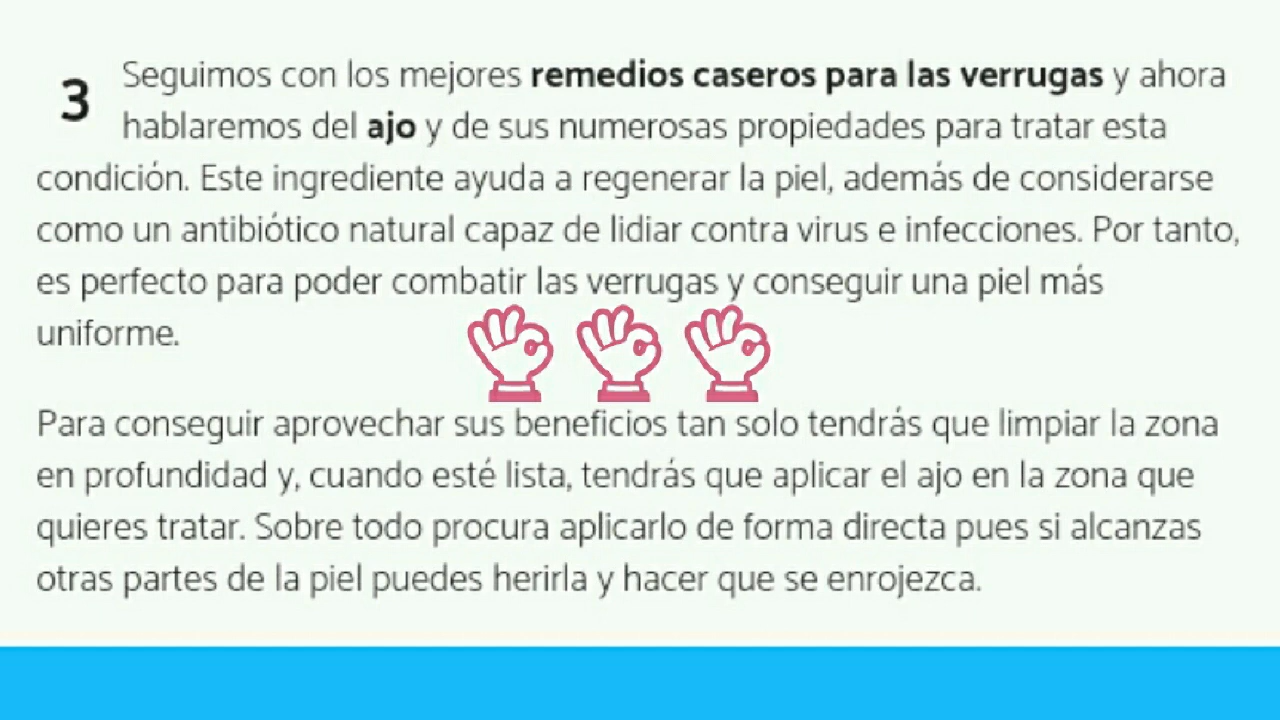 3
Seguimos con los mejores remedios caseros para las verrugas y ahora
hablaremos del ajo y de sus numerosas propiedades para tratar esta
condición. Este ingrediente ayuda a regenerar la piel, además de considerarse
como un antibiótico natural capaz de lidiar contra virus e infecciones. Por tanto,
es perfecto para poder combatir las verrugas y conseguir una piel más
uniforme.
Para conseguir aprovechar sus beneficios tan solo tendrás que limpiar la zona
en profundidad y, cuando esté lista, tendrás que aplicar el ajo en la zona que
quieres tratar. Sobre todo procura aplicarlo de forma directa pues si alcanzas
otras partes de la piel puedes herirla y hacer que se enrojezca.